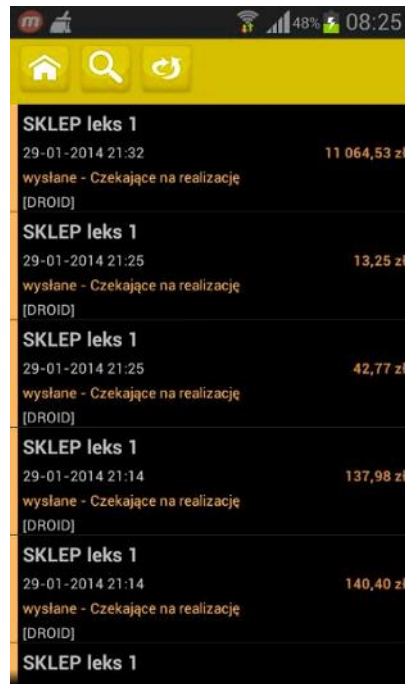 m 48% 08:25
SKLEP leks 1
29-01-2014 21:32 11 064,53 zł
wysłane - Czekające na realizację
[DROID]
SKLEP leks 1
29-01-2014 21:25 13,25 zł
wysłane - Czekające na realizację
[DROID]
SKLEP leks 1
29-01-2014 21:25 42,77 zł
wysłane - Czekające na realizację
[DROID]
SKLEP leks 1
29-01-2014 21:14 137,98 zł
wysłane - Czekające na realizację
[DROID]
SKLEP leks 1
29-01-2014 21:14 140,40 zł
wysłane - Czekające na realizację
[DROID]
SKLEP leks 1